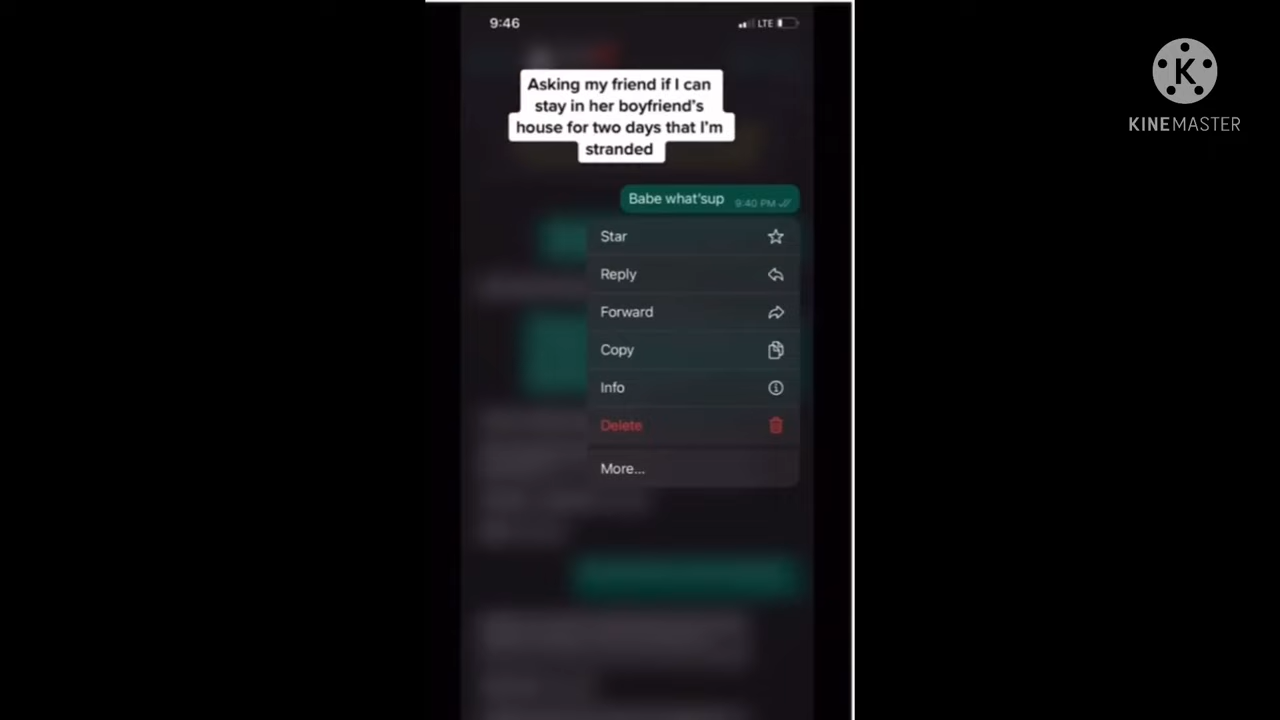 9:46
LTE
Asking my friend if I can
stay in her boyfriend's
house for two days that I'm
stranded
Babe what'sup 9:40 PM
Star
Reply
Forward
Copy
Info
Delete
More...
K
KINEMASTER